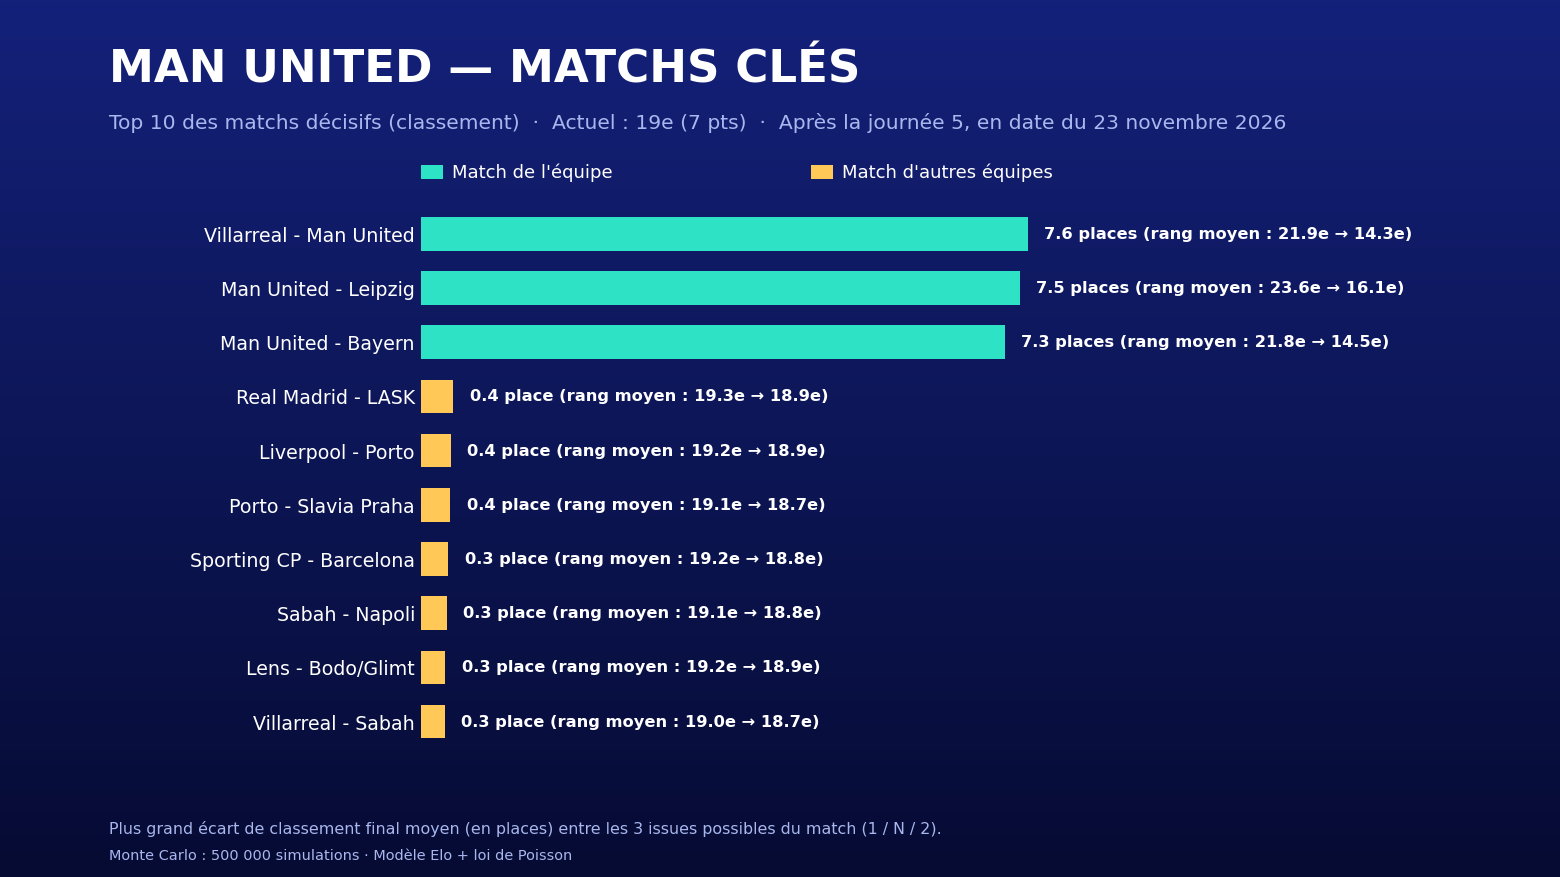 MAN UNITED — MATCHS CLÉS
Top 10 des matchs décisifs (classement)  ·  Actuel : 19e (7 pts)  ·  Après la journée 5, en date du 23 novembre 2026
Match de l'équipe
Match d'autres équipes
Villarreal - Man United 7.6 places (rang moyen : 21.9e → 14.3e)
Man United - Leipzig 7.5 places (rang moyen : 23.6e → 16.1e)
Man United - Bayern 7.3 places (rang moyen : 21.8e → 14.5e)
Real Madrid - LASK 0.4 place (rang moyen : 19.3e → 18.9e)
Liverpool - Porto 0.4 place (rang moyen : 19.2e → 18.9e)
Porto - Slavia Praha 0.4 place (rang moyen : 19.1e → 18.7e)
Sporting CP - Barcelona 0.3 place (rang moyen : 19.2e → 18.8e)
Sabah - Napoli 0.3 place (rang moyen : 19.1e → 18.8e)
Lens - Bodo/Glimt 0.3 place (rang moyen : 19.2e → 18.9e)
Villarreal - Sabah 0.3 place (rang moyen : 19.0e → 18.7e)
Plus grand écart de classement final moyen (en places) entre les 3 issues possibles du match (1 / N / 2).
Monte Carlo : 500 000 simulations · Modèle Elo + loi de Poisson